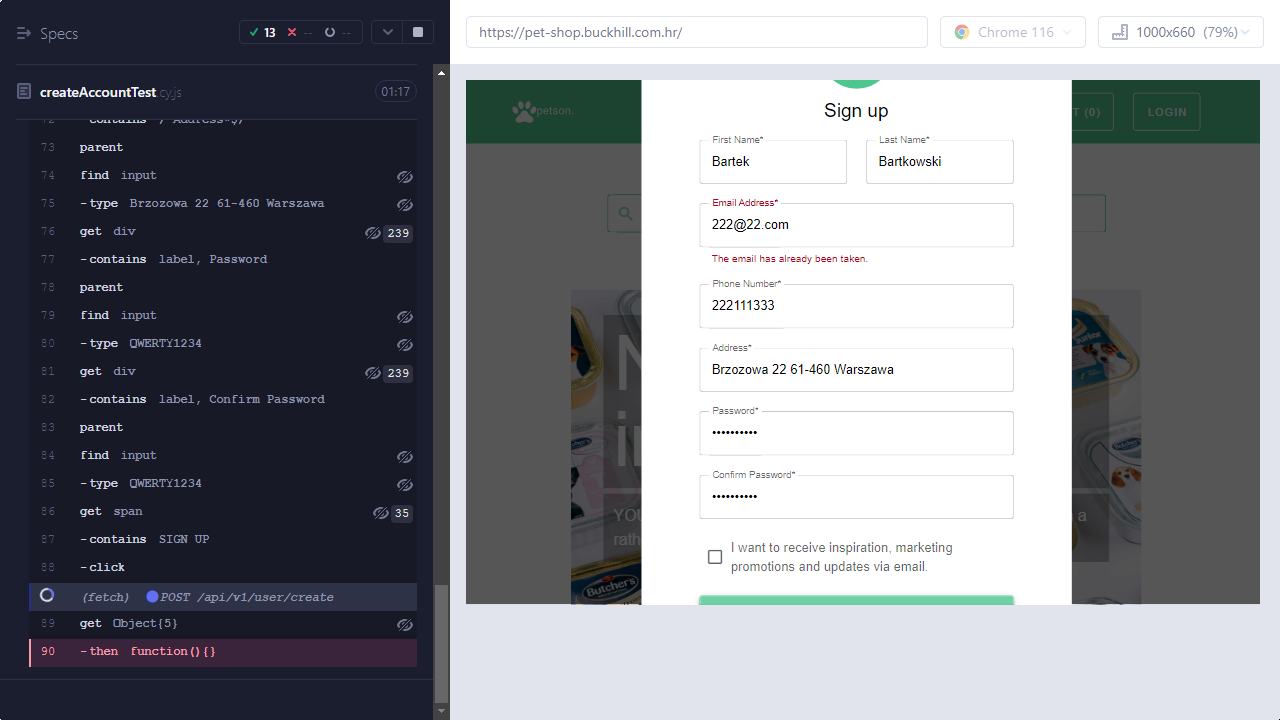 Specs
13
--
--
createAccountTest.cy.js
01:17
72 -contains /^Address*$/
73 parent
74 find input
75 -type Brzozowa 22 61-460 Warszawa
76 get div 239
77 -contains label, Password
78 parent
79 find input
80 -type QWERTY1234
81 get div 239
82 -contains label, Confirm Password
83 parent
84 find input
85 -type QWERTY1234
86 get span 35
87 -contains SIGN UP
88 -click
(fetch) POST /api/v1/user/create
89 get Object{5}
90 -then function(){}
https://pet-shop.buckhill.com.hr/
Chrome 116
1000x660 (79%)
petson.
T (0)
LOGIN
Sign up
First Name*
Bartek
Last Name*
Bartkowski
Email Address*
222@22.com
The email has already been taken.
Phone Number*
222111333
Address*
Brzozowa 22 61-460 Warszawa
Password*
••••••••••
Confirm Password*
••••••••••
I want to receive inspiration, marketing
promotions and updates via email.
N
in
YOU
a
rath
Butcher's
junior